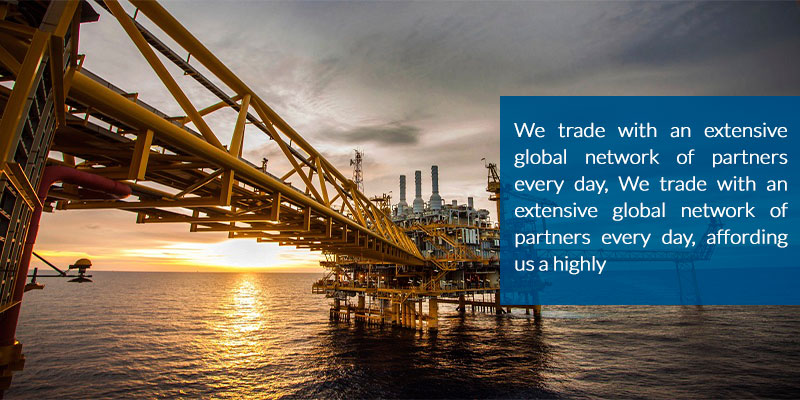 We trade with an extensive
global network of partners
every day, We trade with an
extensive global network of
partners every day, affording
us a highly